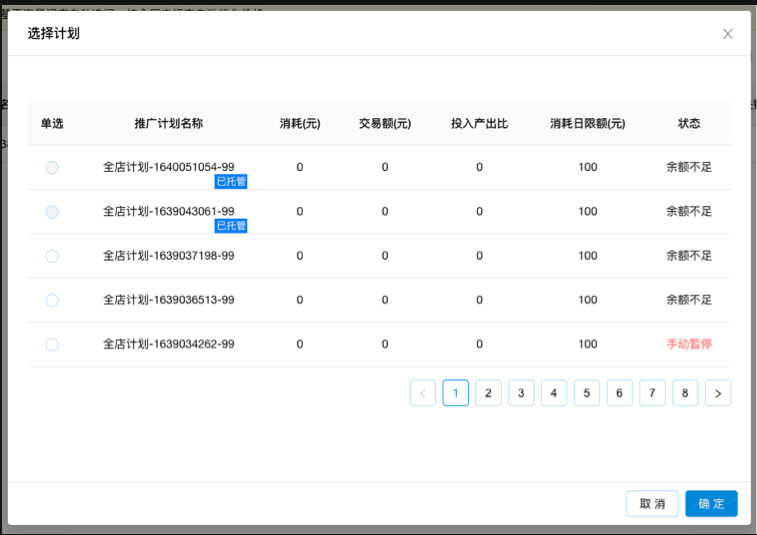 选择计划
单选 推广计划名称 消耗(元) 交易额(元) 投入产出比 消耗日限额(元) 状态
全店计划-1640051054-99 0 0 0 100 余额不足
已托管
全店计划-1639043061-99 0 0 0 100 余额不足
已托管
全店计划-1639037198-99 0 0 0 100 余额不足
全店计划-1639036513-99 0 0 0 100 余额不足
全店计划-1639034262-99 0 0 0 100 手动暂停
1 2 3 4 5 6 7 8
取消 确定